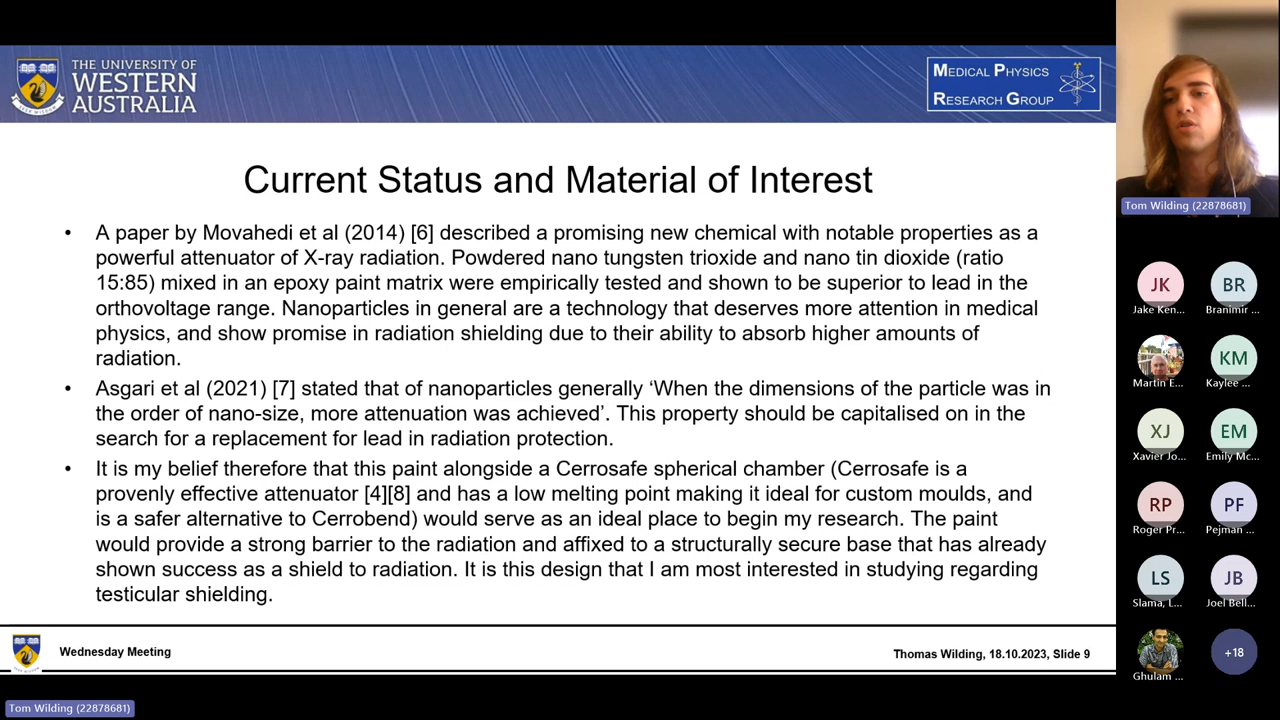 THE UNIVERSITY OF
WESTERN
AUSTRALIA
MEDICAL PHYSICS
RESEARCH GROUP
Current Status and Material of Interest
• A paper by Movahedi et al (2014) [6] described a promising new chemical with notable properties as a
powerful attenuator of X-ray radiation. Powdered nano tungsten trioxide and nano tin dioxide (ratio
15:85) mixed in an epoxy paint matrix were empirically tested and shown to be superior to lead in the
orthovoltage range. Nanoparticles in general are a technology that deserves more attention in medical
physics, and show promise in radiation shielding due to their ability to absorb higher amounts of
radiation.
• Asgari et al (2021) [7] stated that of nanoparticles generally ‘When the dimensions of the particle was in
the order of nano-size, more attenuation was achieved’. This property should be capitalised on in the
search for a replacement for lead in radiation protection.
• It is my belief therefore that this paint alongside a Cerrosafe spherical chamber (Cerrosafe is a
provenly effective attenuator [4][8] and has a low melting point making it ideal for custom moulds, and
is a safer alternative to Cerrobend) would serve as an ideal place to begin my research. The paint
would provide a strong barrier to the radiation and affixed to a structurally secure base that has already
shown success as a shield to radiation. It is this design that I am most interested in studying regarding
testicular shielding.
Wednesday Meeting
Thomas Wilding, 18.10.2023, Slide 9
Tom Wilding (22878681)
Tom Wilding (22878681)
JK
Jake Ken...
BR
Branimir ...
Martin E...
KM
Kaylee ...
XJ
Xavier Jo...
EM
Emily Mc...
RP
Roger Pr...
PF
Pejman ...
LS
Slama, L...
JB
Joel Bell...
Ghulam ...
+18